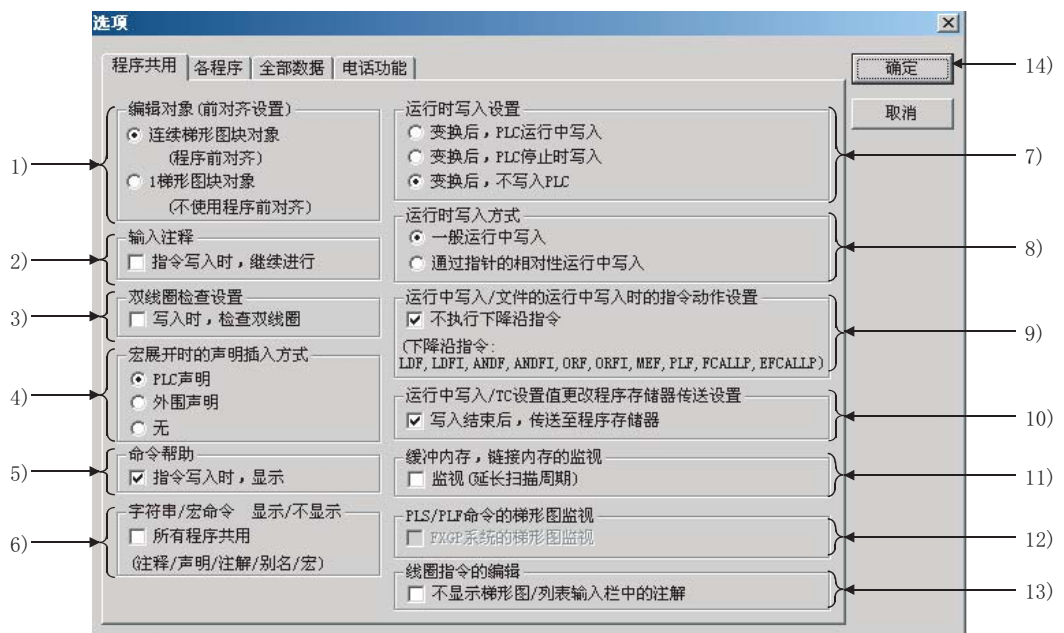 选项
程序共用 各程序 全部数据 电话功能
确定
取消
14)
1)
编辑对象(前对齐设置)
连续梯形图块对象
(程序前对齐)
1梯形图块对象
(不使用程序前对齐)
2)
输入注释
指令写入时，继续进行
3)
双线圈检查设置
写入时，检查双线圈
4)
宏展开时的声明插入方式
PLC声明
外围声明
无
5)
命令帮助
指令写入时，显示
6)
字符串/宏命令 显示/不显示
所有程序共用
(注释/声明/注解/别名/宏)
运行时写入设置
变换后，PLC运行中写入
变换后，PLC停止时写入
变换后，不写入PLC
7)
运行时写入方式
一般运行中写入
通过指针的相对性运行中写入
8)
运行中写入/文件的运行中写入时的指令动作设置
不执行下降沿指令
(下降沿指令:
LDF, LDFI, ANDF, ANDFI, ORF, ORFI, MEF, PLF, FCALLP, EFCALLP)
9)
运行中写入/TC设置值更改程序存储器传送设置
写入结束后，传送至程序存储器
10)
缓冲内存，链接内存的监视
监视(延长扫描周期)
11)
PLS/PLF命令的梯形图监视
FXGP系统的梯形图监视
12)
线圈指令的编辑
不显示梯形图/列表输入栏中的注解
13)